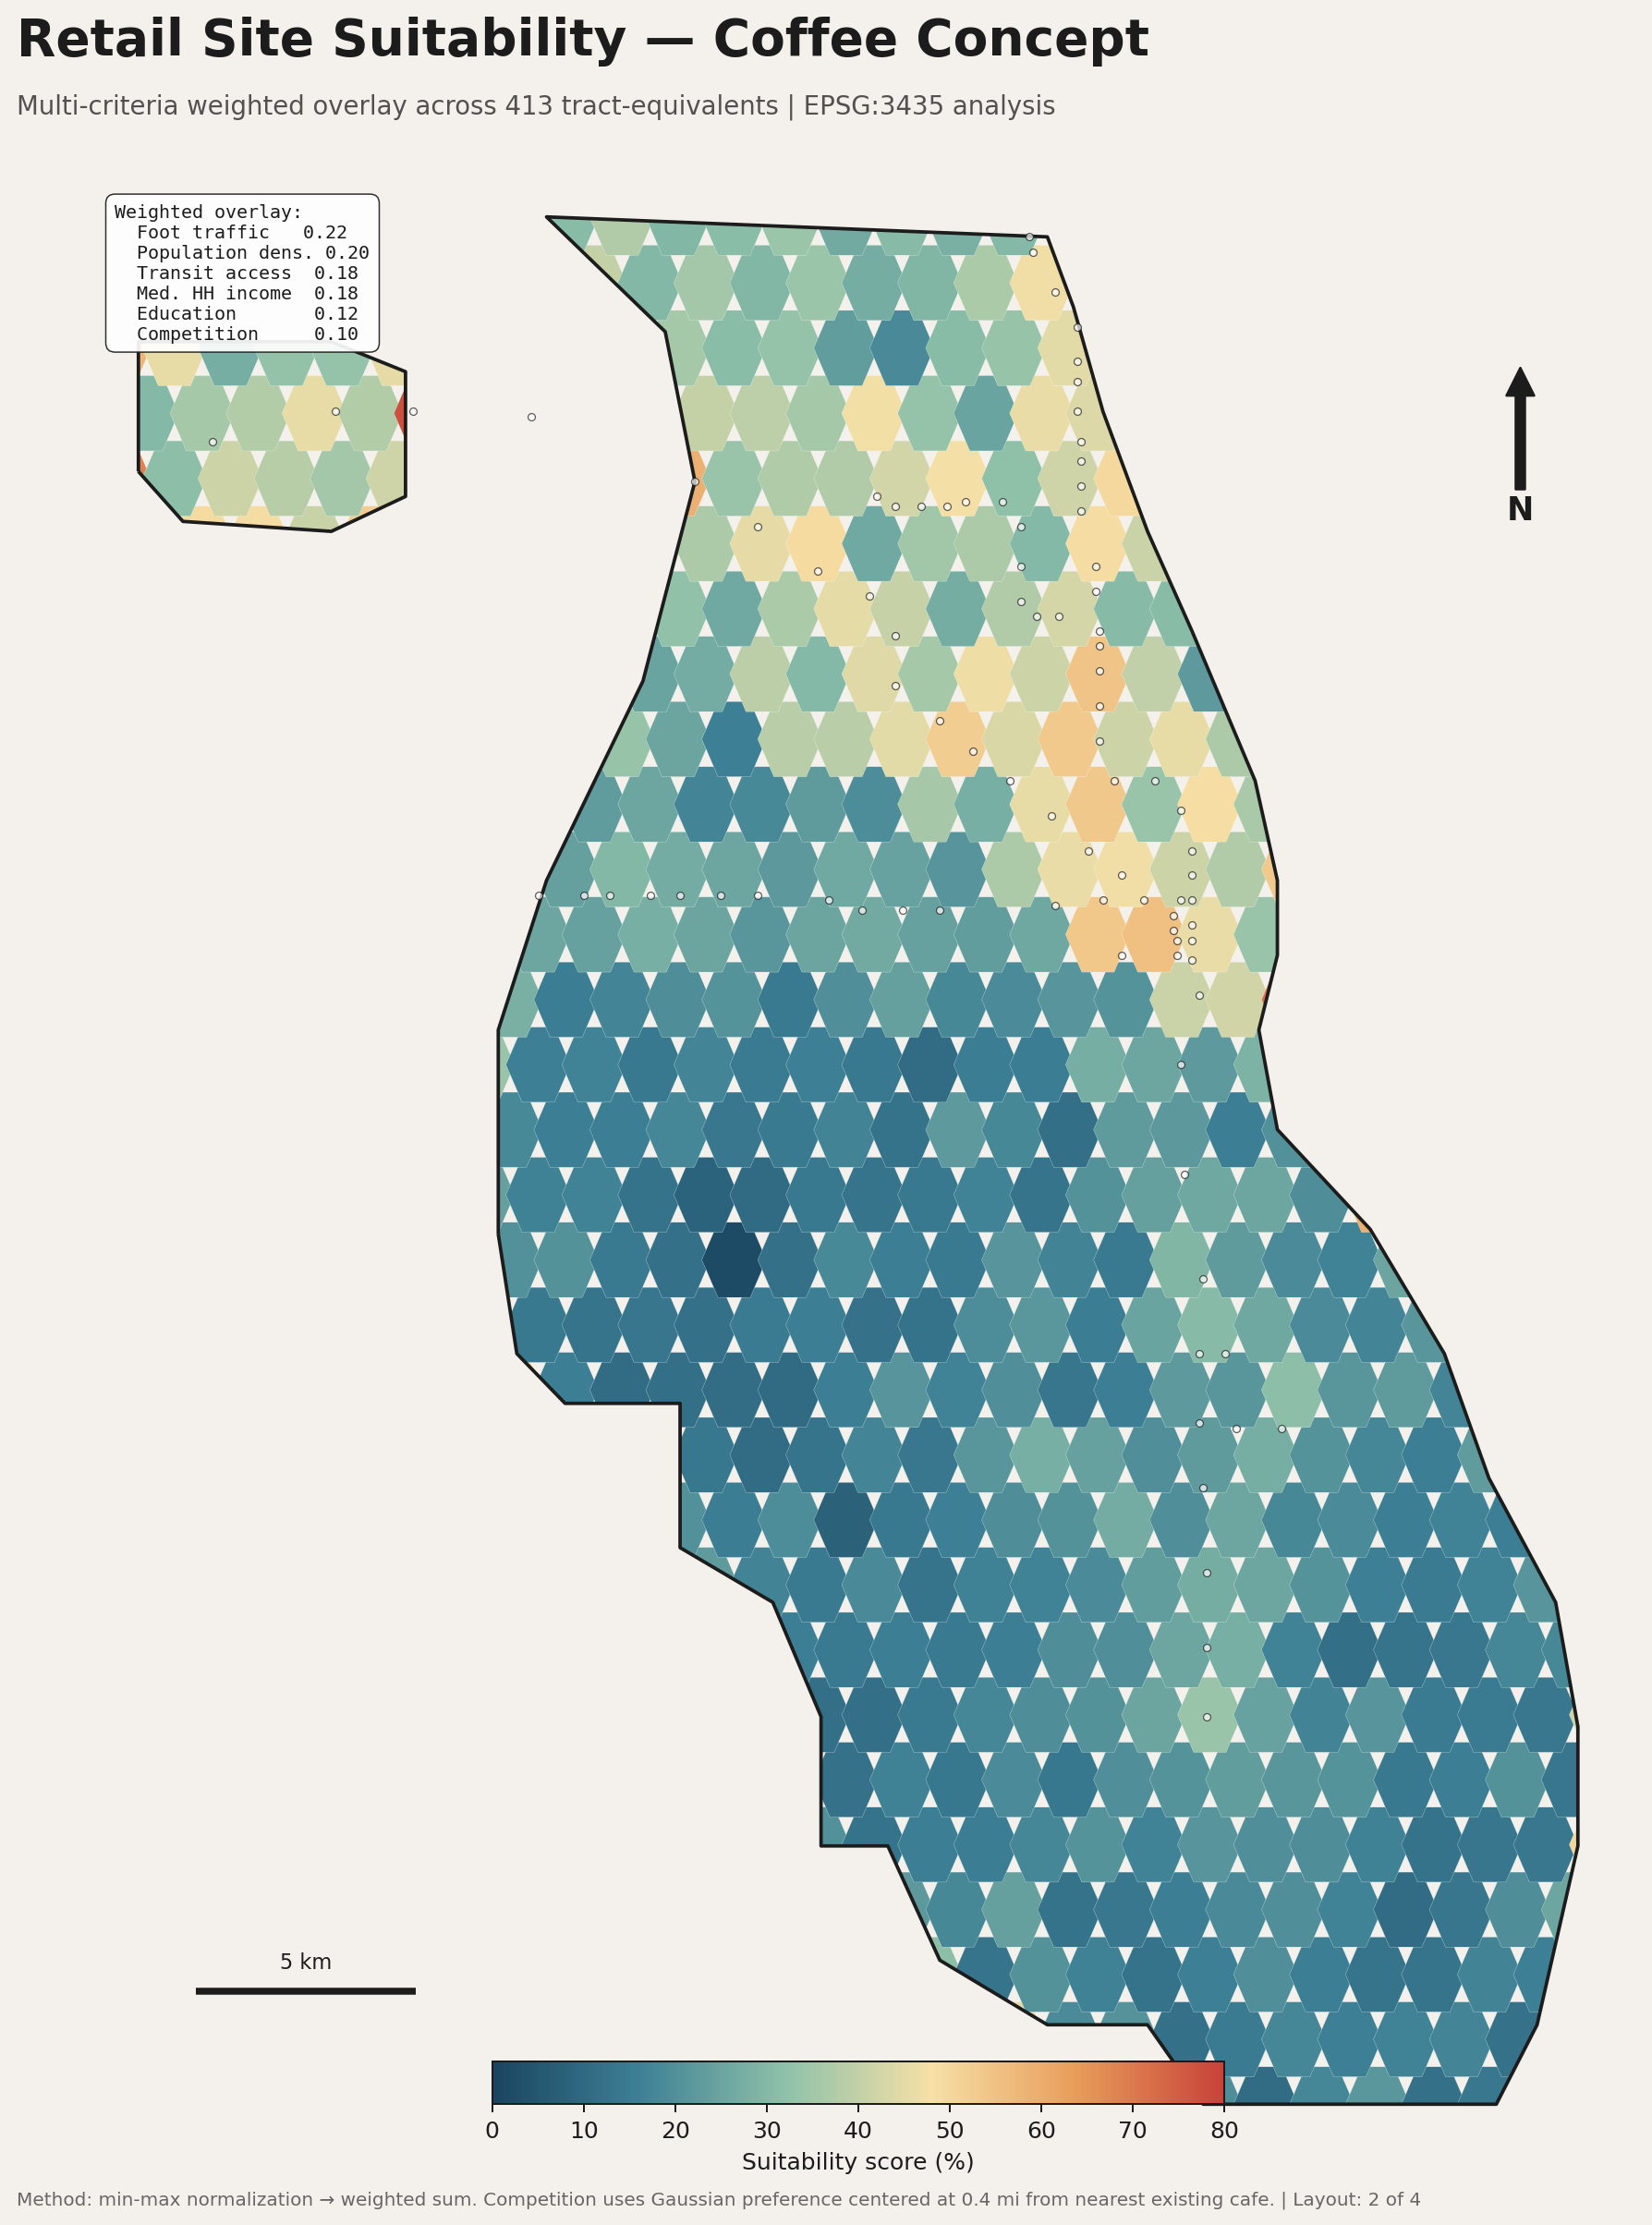 Retail Site Suitability — Coffee Concept
Multi-criteria weighted overlay across 413 tract-equivalents | EPSG:3435 analysis
Weighted overlay:
Foot traffic 0.22
Population dens. 0.20
Transit access 0.18
Med. HH income 0.18
Education 0.12
Competition 0.10
N
5 km
0 10 20 30 40 50 60 70 80
Suitability score (%)
Method: min-max normalization → weighted sum. Competition uses Gaussian preference centered at 0.4 mi from nearest existing cafe. | Layout: 2 of 4